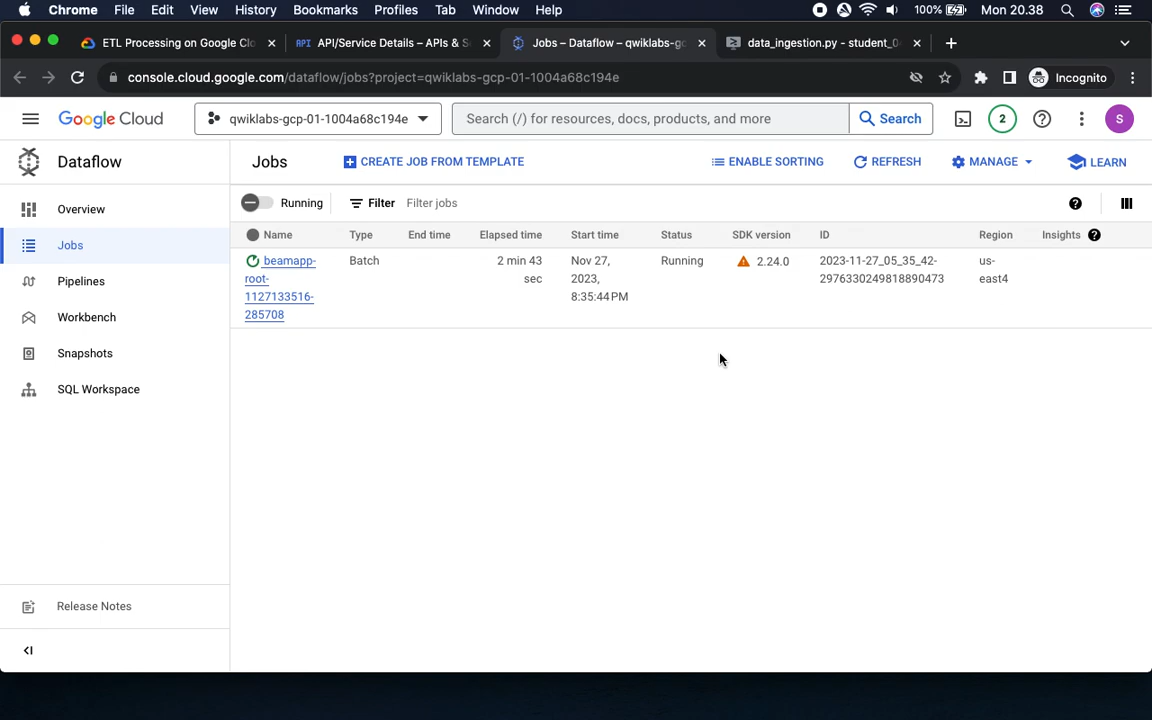 Chrome File Edit View History Bookmarks Profiles Tab Window Help 100% Mon 20.38
ETL Processing on Google Clo API/Service Details – APIs & S Jobs – Dataflow – qwiklabs-gc data_ingestion.py - student_0
console.cloud.google.com/dataflow/jobs?project=qwiklabs-gcp-01-1004a68c194e Incognito
Google Cloud qwiklabs-gcp-01-1004a68c194e Search (/) for resources, docs, products, and more Search 2 S
Dataflow Jobs CREATE JOB FROM TEMPLATE ENABLE SORTING REFRESH MANAGE LEARN
Overview
Jobs
Pipelines
Workbench
Snapshots
SQL Workspace
Release Notes
Running Filter Filter jobs
Name Type End time Elapsed time Start time Status SDK version ID Region Insights
beamapp- Batch 2 min 43 Nov 27, Running 2.24.0 2023-11-27_05_35_42- us-
root- sec 2023, 2976330249818890473 east4
1127133516- 8:35:44 PM
285708